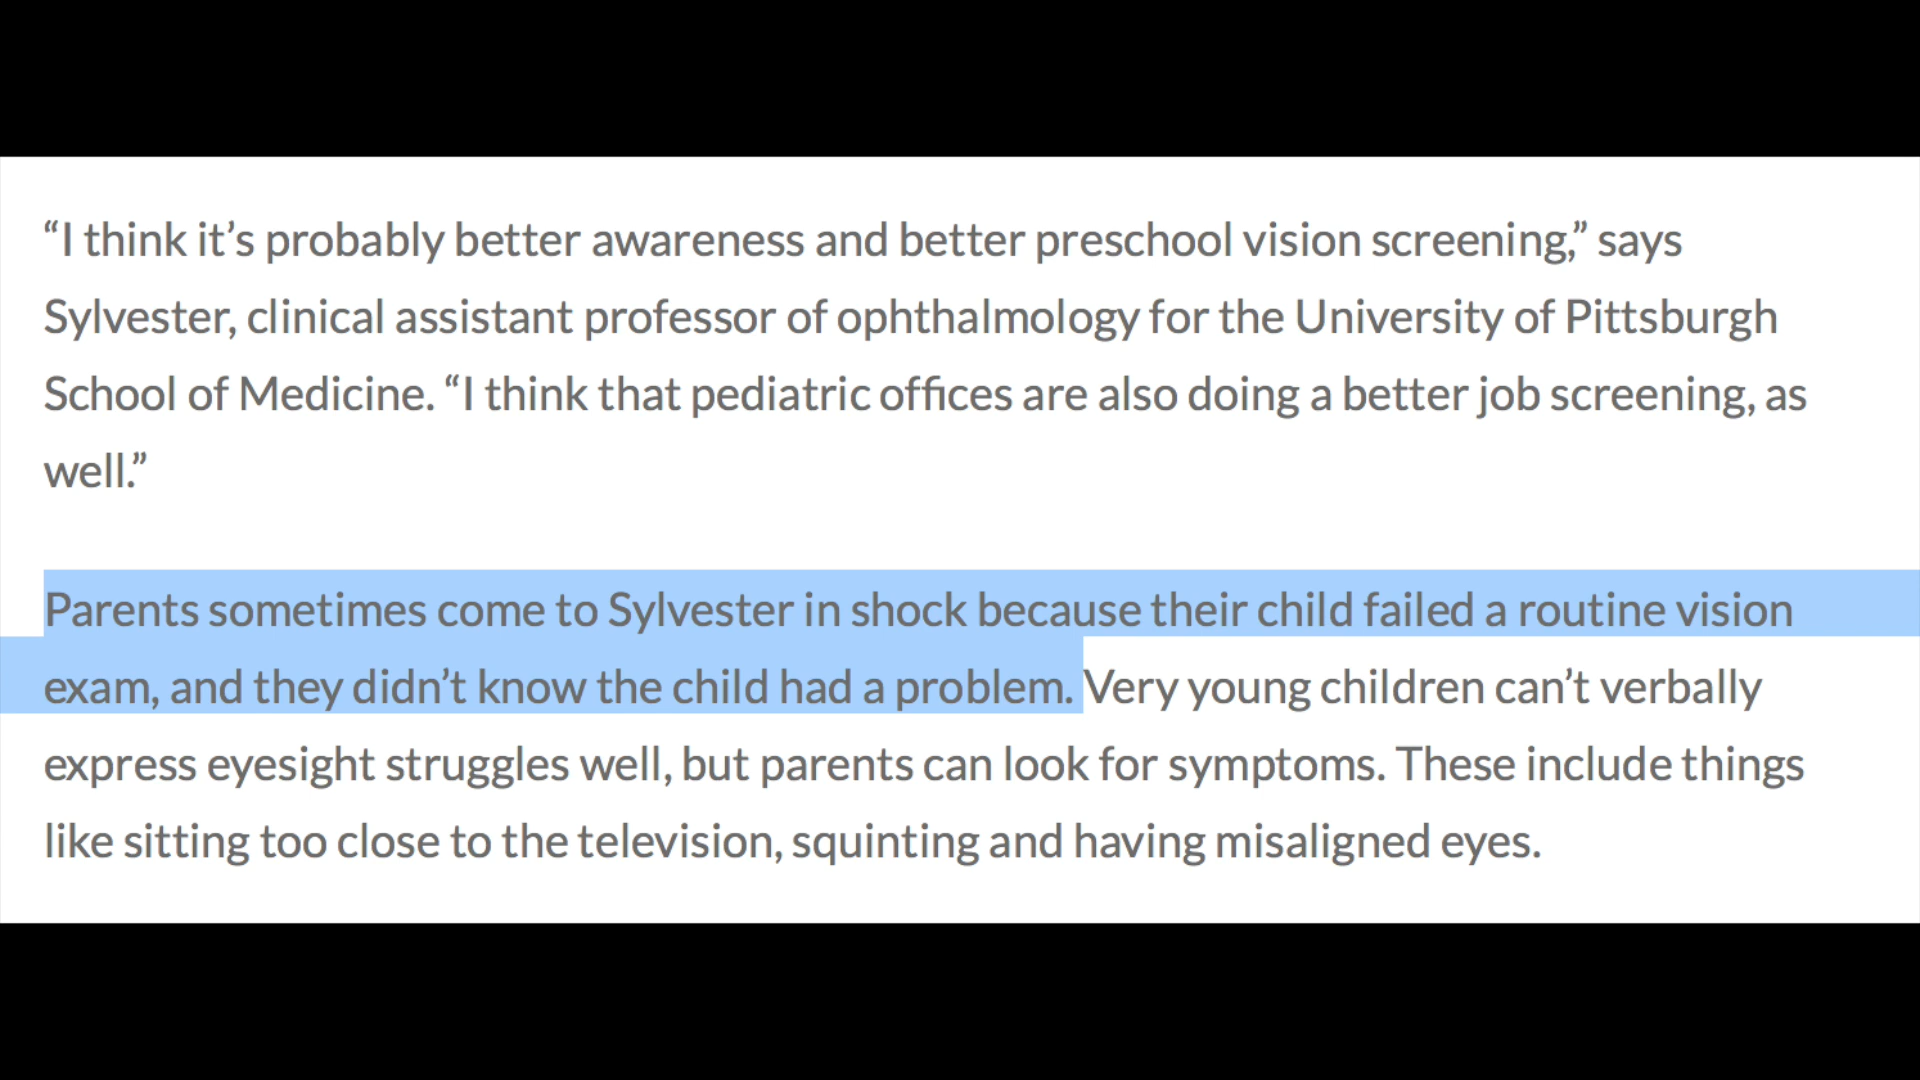 “I think it’s probably better awareness and better preschool vision screening,” says
Sylvester, clinical assistant professor of ophthalmology for the University of Pittsburgh
School of Medicine. “I think that pediatric offices are also doing a better job screening, as
well.”
Parents sometimes come to Sylvester in shock because their child failed a routine vision
exam, and they didn’t know the child had a problem. Very young children can’t verbally
express eyesight struggles well, but parents can look for symptoms. These include things
like sitting too close to the television, squinting and having misaligned eyes.